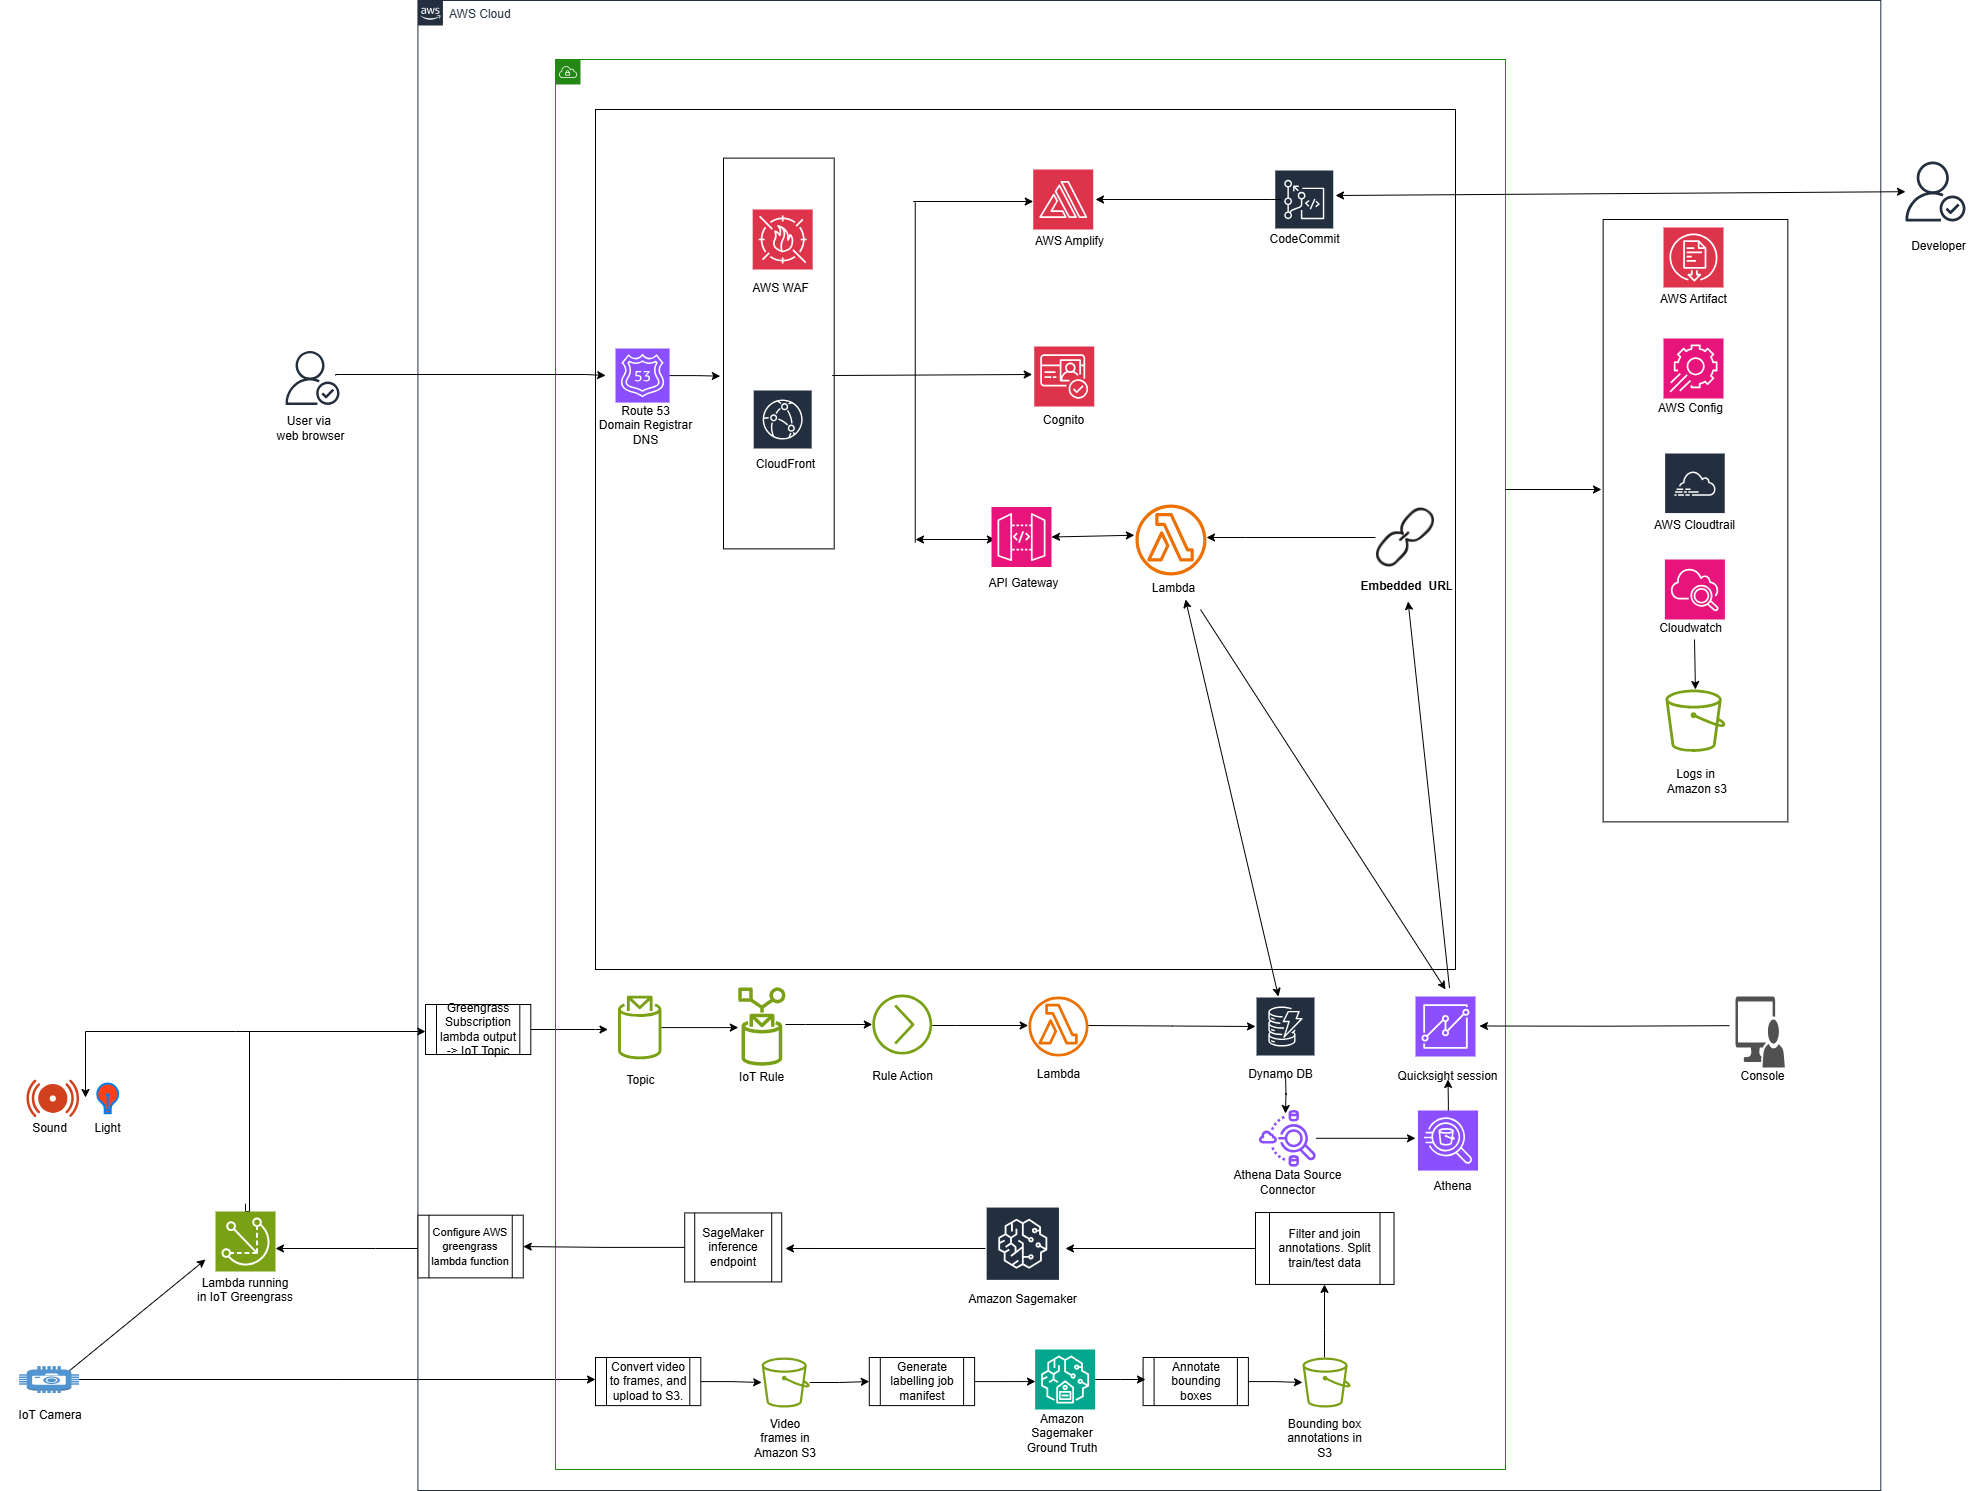 aws
AWS Cloud
AWS WAF
CloudFront
53
Route 53
Domain Registrar
DNS
User via
web browser
AWS Amplify
CodeCommit
Cognito
API Gateway
Lambda
Embedded  URL
Developer
AWS Artifact
AWS Config
AWS Cloudtrail
Cloudwatch
Logs in
Amazon s3
Greengrass
Subscription
lambda output
-> IoT Topic
Topic
IoT Rule
Rule Action
Lambda
Dynamo DB
Quicksight session
Console
Sound
Light
Athena Data Source
Connector
Athena
Lambda running
in IoT Greengrass
Configure AWS
greengrass
lambda function
SageMaker
inference
endpoint
Amazon Sagemaker
Filter and join
annotations. Split
train/test data
IoT Camera
Convert video
to frames, and
upload to S3.
Video
frames in
Amazon S3
Generate
labelling job
manifest
Amazon
Sagemaker
Ground Truth
Annotate
bounding
boxes
Bounding box
annotations in
S3